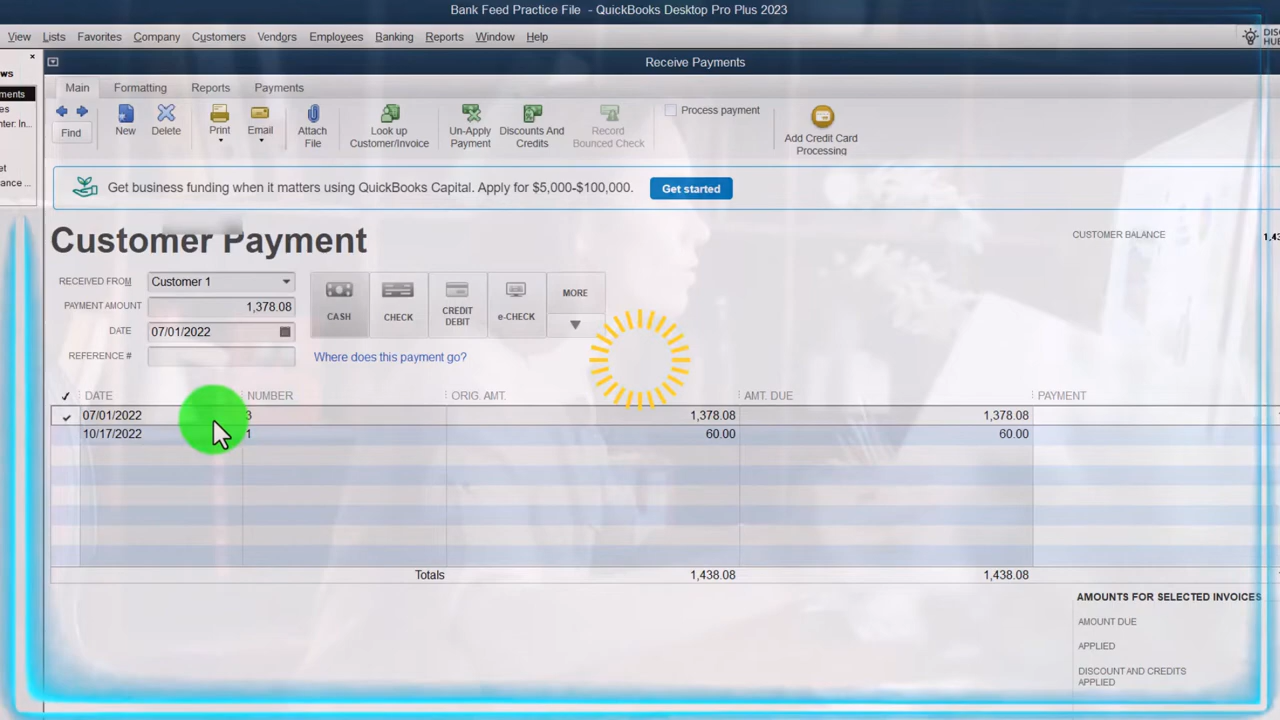 Bank Feed Practice File - QuickBooks Desktop Pro Plus 2023
View Lists Favorites Company Customers Vendors Employees Banking Reports Window Help
Receive Payments
Main Formatting Reports Payments
Find New Delete Print Email Attach File Look up Customer/Invoice Un-Apply Payment Discounts And Credits Record Bounced Check Process payment Add Credit Card Processing
Get business funding when it matters using QuickBooks Capital. Apply for $5,000-$100,000. Get started
Customer Payment
CUSTOMER BALANCE
RECEIVED FROM Customer 1
PAYMENT AMOUNT 1,378.08
DATE 07/01/2022
REFERENCE #
CASH CHECK CREDIT DEBIT e-CHECK MORE
Where does this payment go?
✓ DATE NUMBER ORIG. AMT. AMT. DUE PAYMENT
✓ 07/01/2022 3 1,378.08 1,378.08
10/17/2022 1 60.00 60.00
Totals 1,438.08 1,438.08
AMOUNTS FOR SELECTED INVOICES
AMOUNT DUE
APPLIED
DISCOUNT AND CREDITS
APPLIED